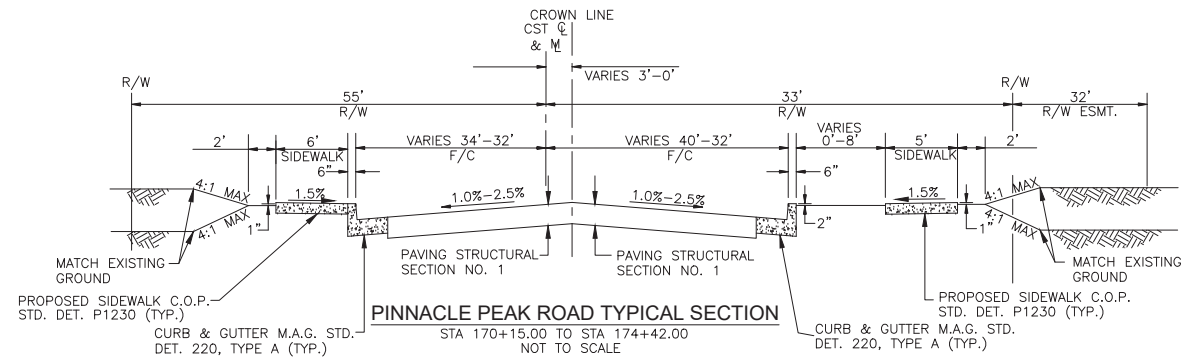 CROWN LINE
CST ℄
& M̲L
VARIES 3'-0'
R/W
R/W
55'
R/W
33'
R/W
32'
R/W ESMT.
2'
6'
SIDEWALK
6"
VARIES 34'-32'
F/C
VARIES 40'-32'
F/C
VARIES
0'-8'
6"
5'
SIDEWALK
2'
4:1 MAX
4:1 MAX
1.5%
1"
1.0%-2.5%
1.0%-2.5%
2"
1.5%
1"
4:1 MAX
4:1 MAX
MATCH EXISTING
GROUND
PAVING STRUCTURAL
SECTION NO. 1
PAVING STRUCTURAL
SECTION NO. 1
MATCH EXISTING
GROUND
PROPOSED SIDEWALK C.O.P.
STD. DET. P1230 (TYP.)
PROPOSED SIDEWALK C.O.P.
STD. DET. P1230 (TYP.)
CURB & GUTTER M.A.G. STD.
DET. 220, TYPE A (TYP.)
CURB & GUTTER M.A.G. STD.
DET. 220, TYPE A (TYP.)
PINNACLE PEAK ROAD TYPICAL SECTION
STA 170+15.00 TO STA 174+42.00
NOT TO SCALE